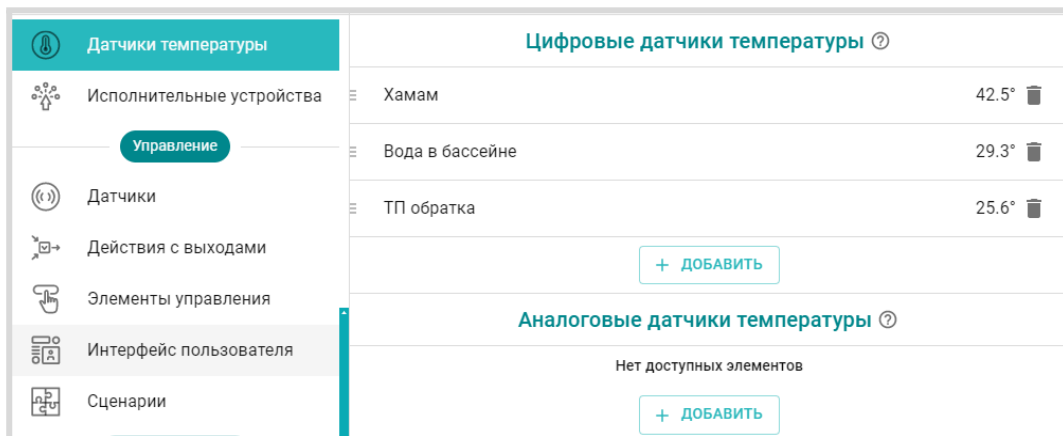 Датчики температуры
Исполнительные устройства
Управление
Датчики
Действия с выходами
Элементы управления
Интерфейс пользователя
Сценарии
Цифровые датчики температуры
Хамам 42.5°
Вода в бассейне 29.3°
ТП обратка 25.6°
+ ДОБАВИТЬ
Аналоговые датчики температуры
Нет доступных элементов
+ ДОБАВИТЬ